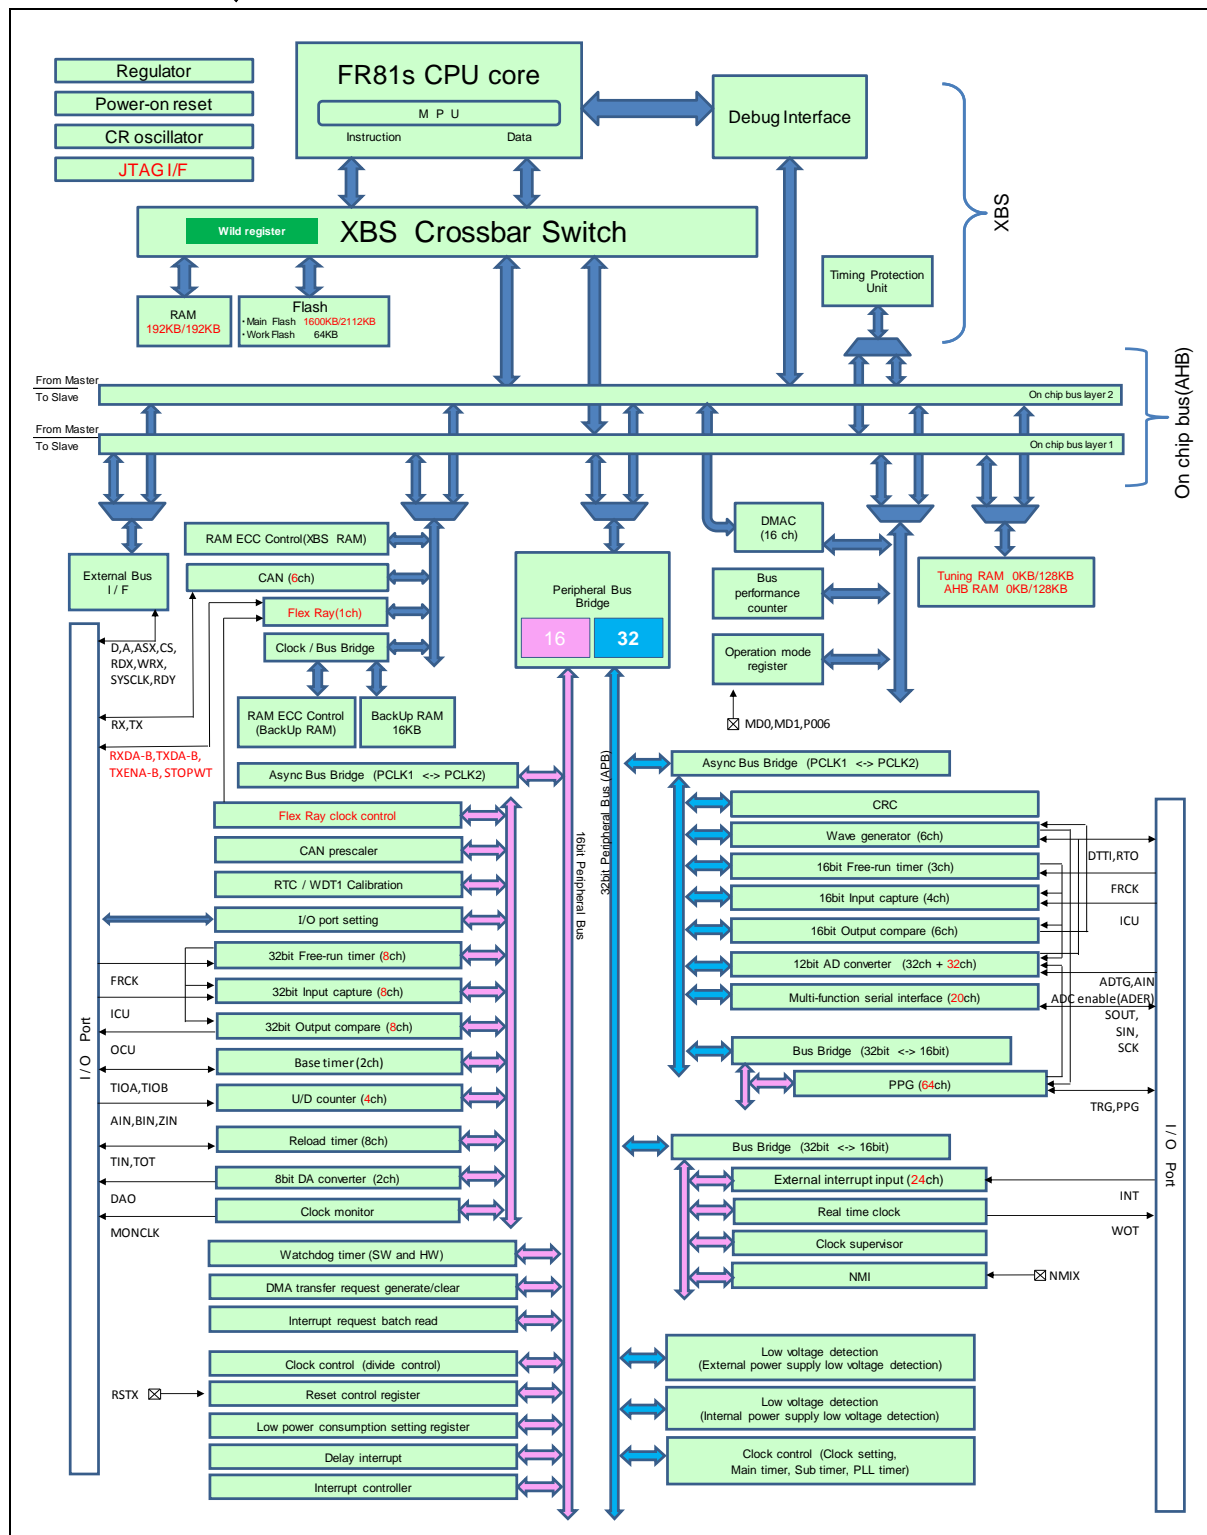 Regulator
Power-on reset
CR oscillator
JTAG I/F
FR81s CPU core
M P U
Instruction
Data
Debug Interface
XBS
Wild register
XBS Crossbar Switch
RAM
192KB/192KB
Flash
・Main Flash 1600KB/2112KB
・Work Flash 64KB
Timing Protection
Unit
On chip bus(AHB)
From Master
To Slave
On chip bus layer 2
From Master
To Slave
On chip bus layer 1
External Bus
I / F
RAM ECC Control(XBS RAM)
CAN (6ch)
Flex Ray(1ch)
Clock / Bus Bridge
RAM ECC Control
(BackUp RAM)
BackUp RAM
16KB
Peripheral Bus
Bridge
16
32
DMAC
(16 ch)
Bus
performance
counter
Operation mode
register
MD0,MD1,P006
Tuning RAM 0KB/128KB
AHB RAM 0KB/128KB
D,A,ASX,CS,
RDX,WRX,
SYSCLK,RDY
RX,TX
RXDA-B,TXDA-B,
TXENA-B, STOPWT
I / O Port
Async Bus Bridge (PCLK1 <-> PCLK2)
Flex Ray clock control
CAN prescaler
RTC / WDT1 Calibration
I/O port setting
32bit Free-run timer (8ch)
FRCK
32bit Input capture (8ch)
ICU
32bit Output compare (8ch)
OCU
Base timer (2ch)
TIOA,TIOB
U/D counter (4ch)
AIN,BIN,ZIN
Reload timer (8ch)
TIN,TOT
8bit DA converter (2ch)
DAO
Clock monitor
MONCLK
Watchdog timer (SW and HW)
DMA transfer request generate/clear
Interrupt request batch read
Clock control (divide control)
RSTX
Reset control register
Low power consumption setting register
Delay interrupt
Interrupt controller
16bit Peripheral Bus
32bit Peripheral Bus (APB)
Async Bus Bridge (PCLK1 <-> PCLK2)
CRC
Wave generator (6ch)
DTTI,RTO
16bit Free-run timer (3ch)
FRCK
16bit Input capture (4ch)
ICU
16bit Output compare (6ch)
12bit AD converter (32ch + 32ch)
ADTG,AIN
ADC enable(ADER)
Multi-function serial interface (20ch)
SOUT,
SIN,
SCK
Bus Bridge (32bit <-> 16bit)
PPG (64ch)
TRG,PPG
Bus Bridge (32bit <-> 16bit)
External interrupt input (24ch)
INT
Real time clock
WOT
Clock supervisor
NMI
NMIX
I / O Port
Low voltage detection
(External power supply low voltage detection)
Low voltage detection
(Internal power supply low voltage detection)
Clock control (Clock setting,
Main timer, Sub timer, PLL timer)